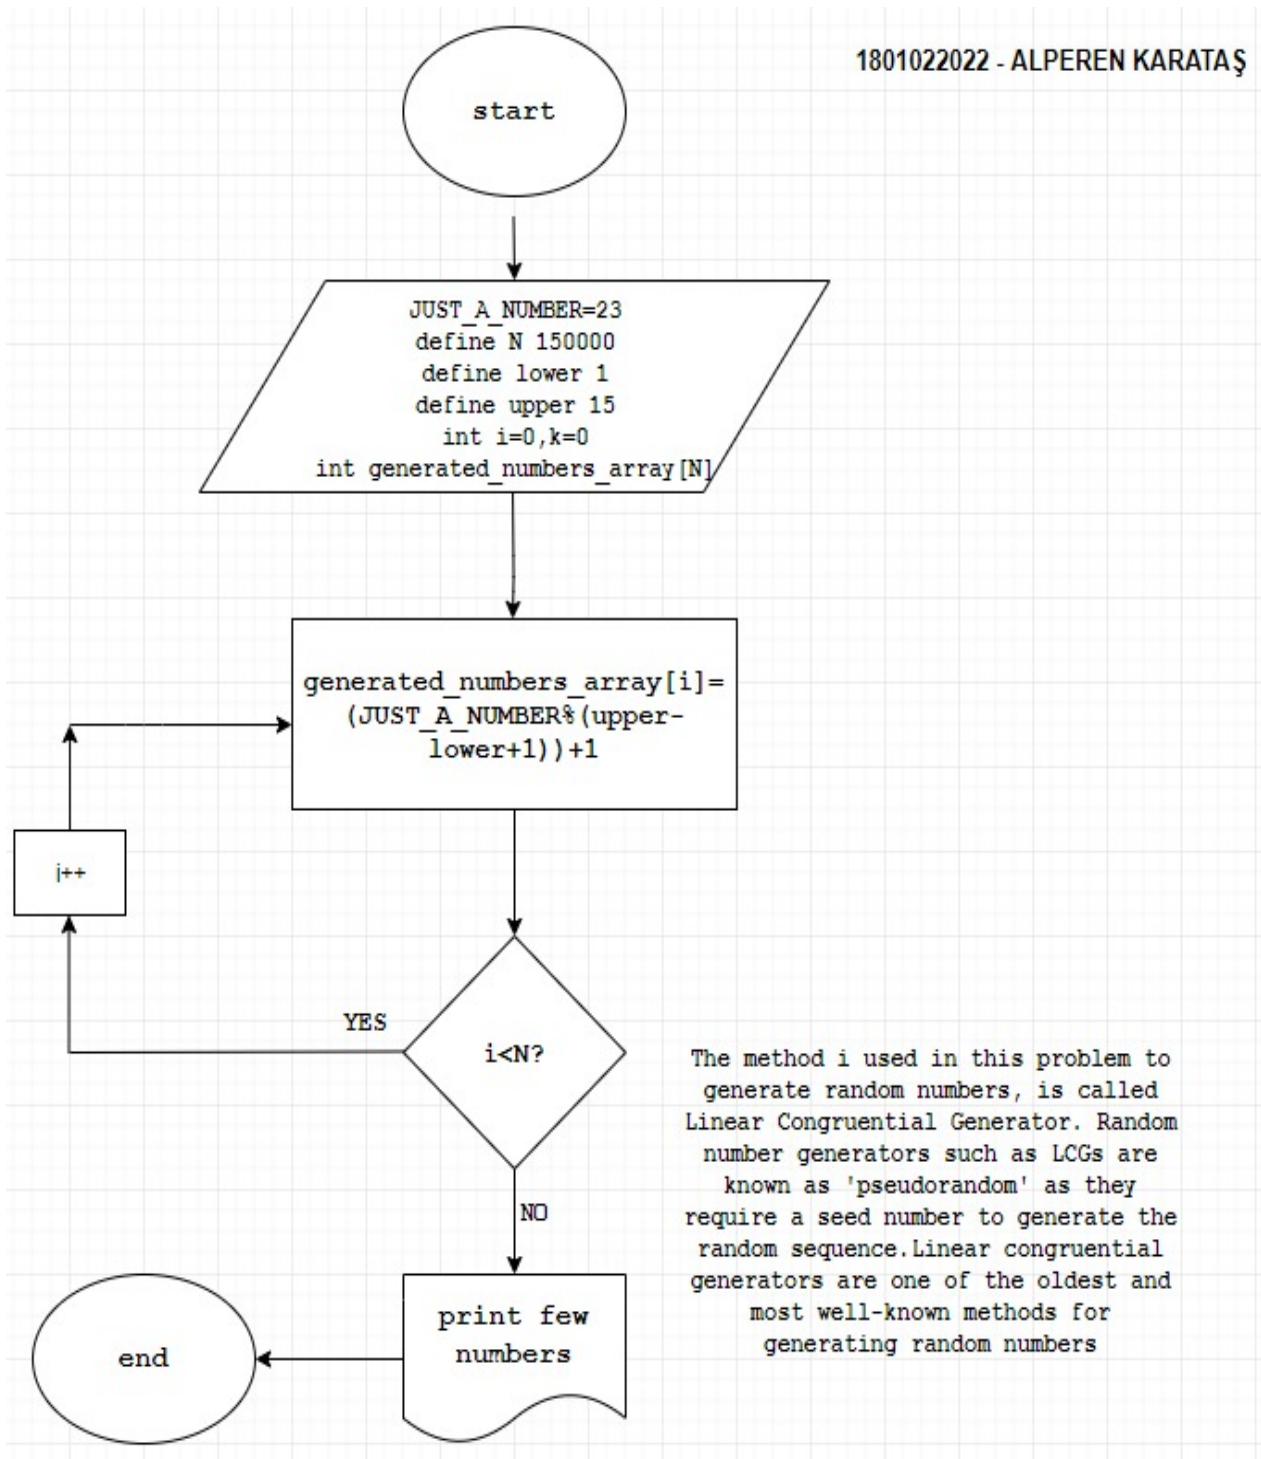 1801022022 - ALPEREN KARATAŞ
start
JUST_A_NUMBER=23
define N 150000
define lower 1
define upper 15
int i=0,k=0
int generated_numbers_array[N]
generated_numbers_array[i]=
(JUST_A_NUMBER%(upper-
lower+1))+1
i++
YES
i<N?
NO
The method i used in this problem to
generate random numbers, is called
Linear Congruential Generator. Random
number generators such as LCGs are
known as 'pseudorandom' as they
require a seed number to generate the
random sequence.Linear congruential
generators are one of the oldest and
most well-known methods for
generating random numbers
print few
numbers
end